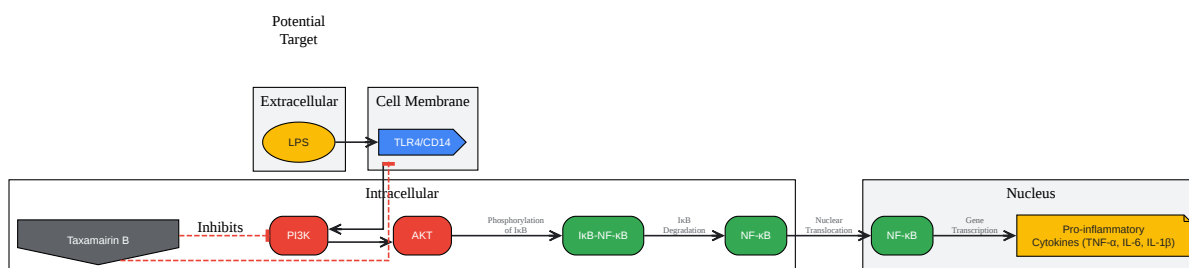 Potential
Target
Extracellular
Cell Membrane
LPS
TLR4/CD14
Intracellular
Nucleus
Taxamairin B
Inhibits
PI3K
AKT
Phosphorylation
of IκB
IκB-NF-κB
IκB
Degradation
NF-κB
Nuclear
Translocation
NF-κB
Gene
Transcription
Pro-inflammatory
Cytokines (TNF-α, IL-6, IL-1β)